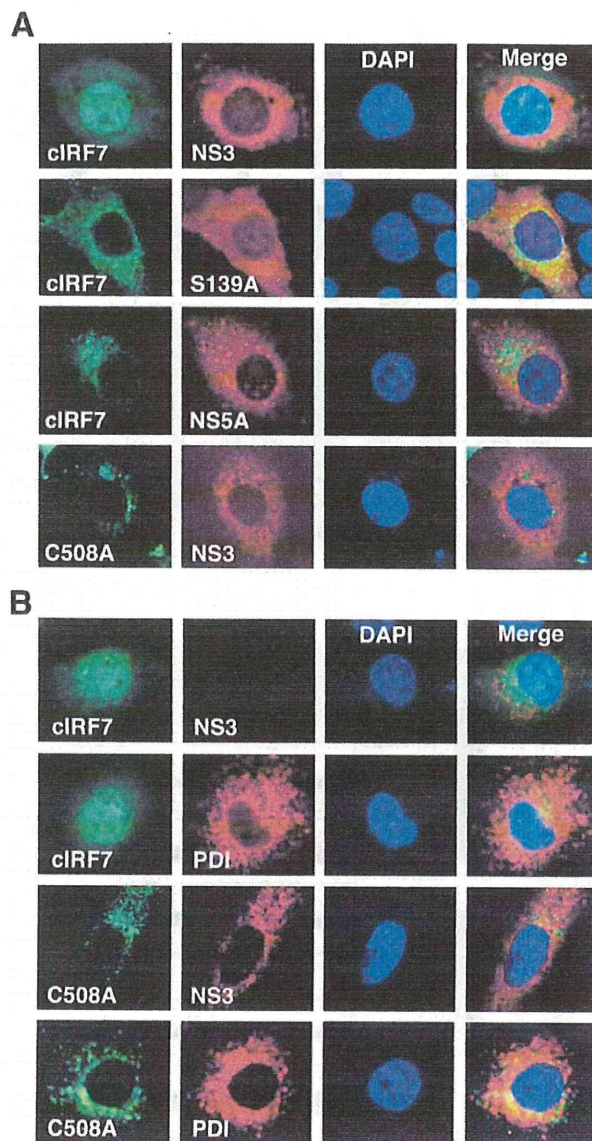 A
DAPI Merge
cIRF7 NS3
cIRF7 S139A
cIRF7 NS5A
C508A NS3
B
DAPI Merge
cIRF7 NS3
cIRF7 PDI
C508A NS3
C508A PDI